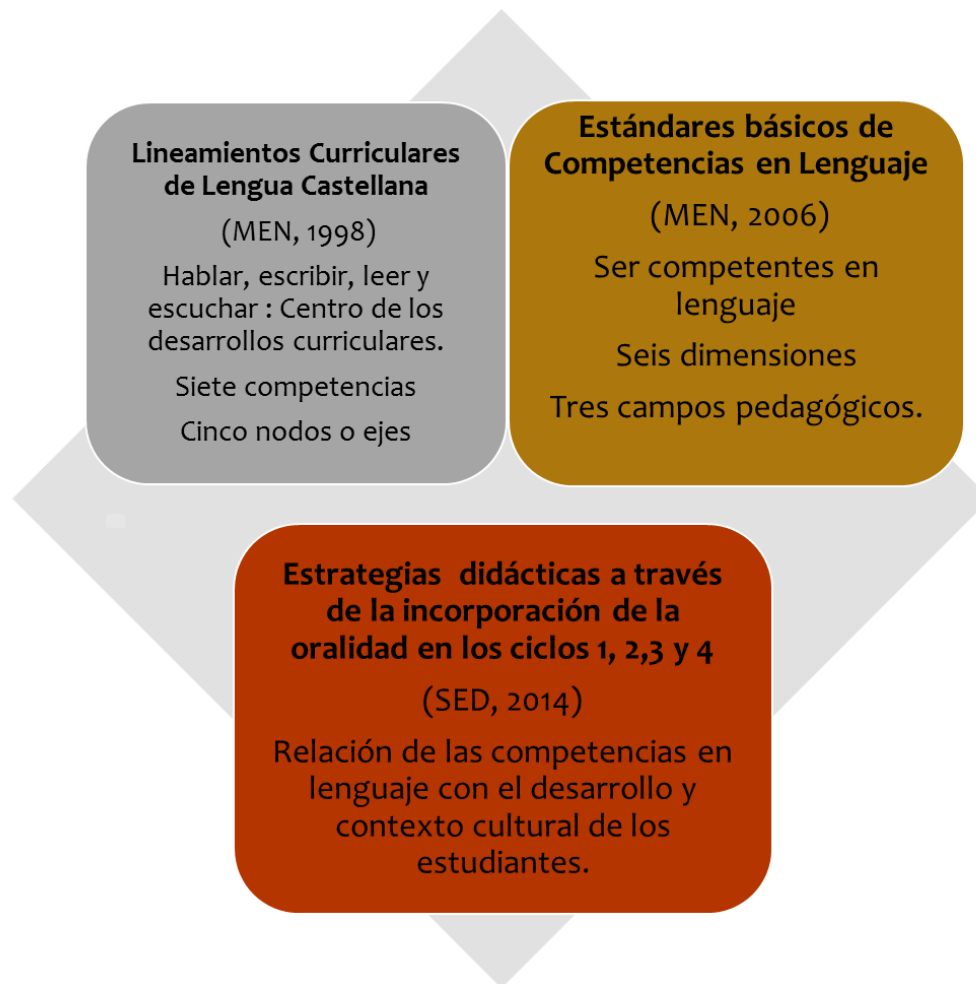 Lineamientos Curriculares
de Lengua Castellana
(MEN, 1998)
Hablar, escribir, leer y
escuchar : Centro de los
desarrollos curriculares.
Siete competencias
Cinco nodos o ejes
Estándares básicos de
Competencias en Lenguaje
(MEN, 2006)
Ser competentes en
lenguaje
Seis dimensiones
Tres campos pedagógicos.
Estrategias didácticas a través
de la incorporación de la
oralidad en los ciclos 1, 2,3 y 4
(SED, 2014)
Relación de las competencias en
lenguaje con el desarrollo y
contexto cultural de los
estudiantes.